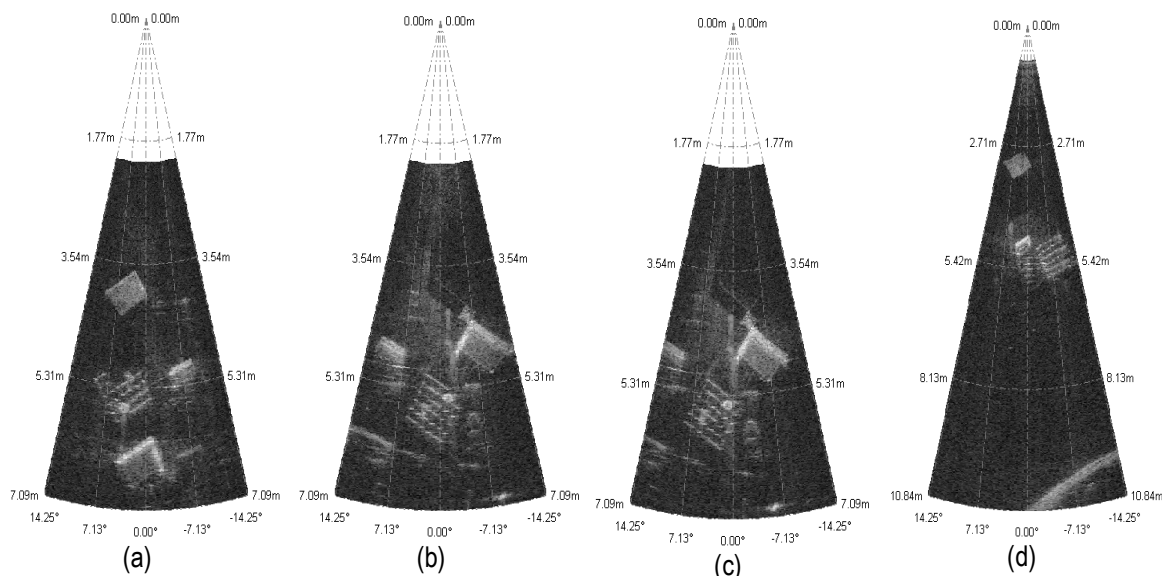 0.00m 0.00m
1.77m 1.77m
3.54m 3.54m
5.31m 5.31m
7.09m 7.09m
14.25° 7.13° 0.00° -7.13° -14.25°
(a)
0.00m 0.00m
1.77m 1.77m
3.54m 3.54m
5.31m 5.31m
7.09m 7.09m
14.25° 7.13° 0.00° -7.13° -14.25°
(b)
0.00m 0.00m
1.77m 1.77m
3.54m 3.54m
5.31m 5.31m
7.09m 7.09m
14.25° 7.13° 0.00° -7.13° -14.25°
(c)
0.00m 0.00m
2.71m 2.71m
5.42m 5.42m
8.13m 8.13m
10.84m 10.84m
14.25° 7.13° 0.00° -7.13° -14.25°
(d)